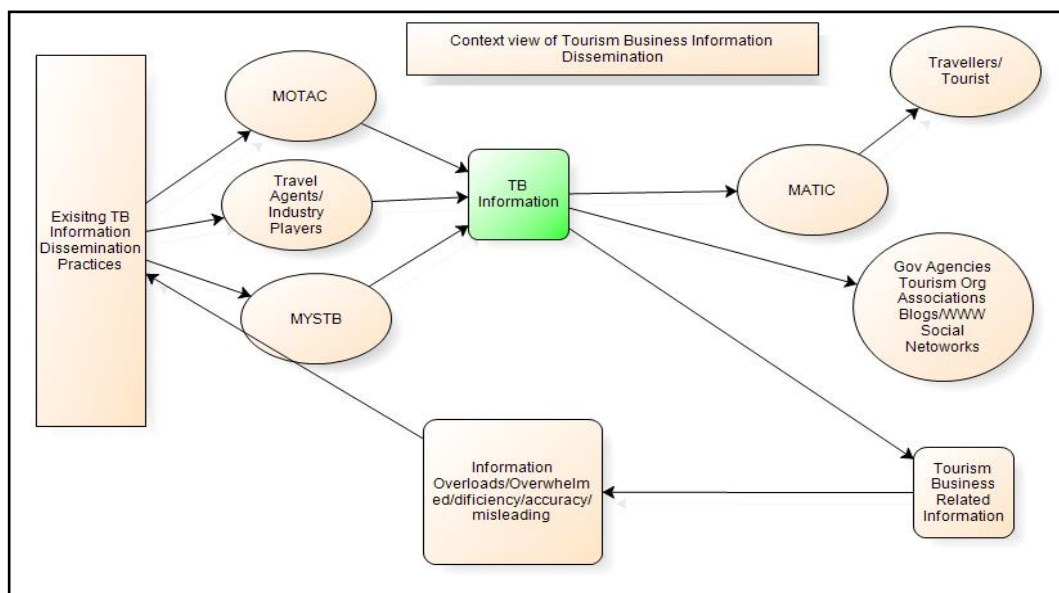 Context view of Tourism Business Information
Dissemination
Travellers/
Tourist
MOTAC
Travel
Agents/
Industry
Players
MYSTB
Exisitng TB
Information
Dissemination
Practices
TB
Information
MATIC
Gov Agencies
Tourism Org
Associations
Blogs/WWW
Social
Netoworks
Information
Overloads/Overwhelm
ed/dificiency/accuracy/
misleading
Tourism
Business
Related
Information